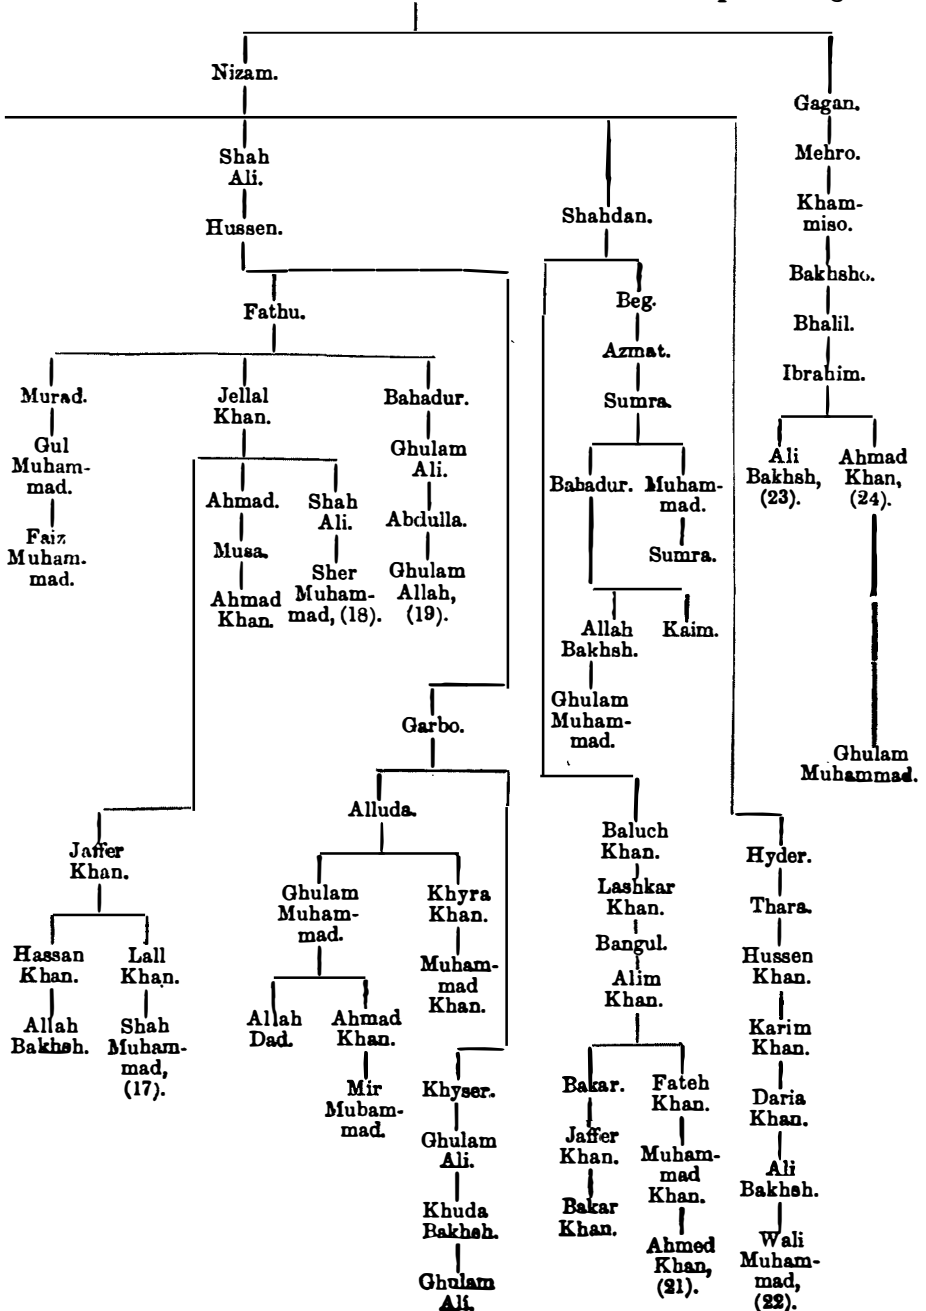 Nizam.
Gagan.
Shah
Ali.
Mehro.
Hussen.
Shahdan.
Kham-
miso.
Bakhsho.
Fathu.
Beg.
Bhalil.
Azmat.
Ibrahim.
Murad.
Jellal
Khan.
Bahadur.
Sumra.
Gul
Muham-
mad.
Ghulam
Ali.
Ali
Bakhsh,
(23).
Ahmad
Khan,
(24).
Ahmad.
Shah
Ali.
Abdulla.
Babadur.
Muham-
mad.
Faiz
Muham-
mad.
Musa.
Sumra.
Ahmad
Khan.
Sher
Muham-
mad, (18).
Ghulam
Allah,
(19).
Allah
Bakhsh.
Kaim.
Ghulam
Muham-
mad.
Garbo.
Ghulam
Muhammad.
Alluda.
Jaffer
Khan.
Baluch
Khan.
Hyder.
Ghulam
Muham-
mad.
Khyra
Khan.
Lashkar
Khan.
Thara.
Hassan
Khan.
Lall
Khan.
Muham-
mad
Khan.
Bangul.
Alim
Khan.
Hussen
Khan.
Allah
Bakhsh.
Shah
Muham-
mad,
(17).
Allah
Dad.
Ahmad
Khan.
Karim
Khan.
Mir
Mubam-
mad.
Khyser.
Bakar.
Fateh
Khan.
Daria
Khan.
Ghulam
Ali.
Jaffer
Khan.
Muham-
mad
Khan.
Ali
Bakhsh.
Khuda
Bakhsh.
Bakar
Khan.
Ahmed
Khan,
(21).
Wali
Muham-
mad,
(22).
Ghulam
Ali.